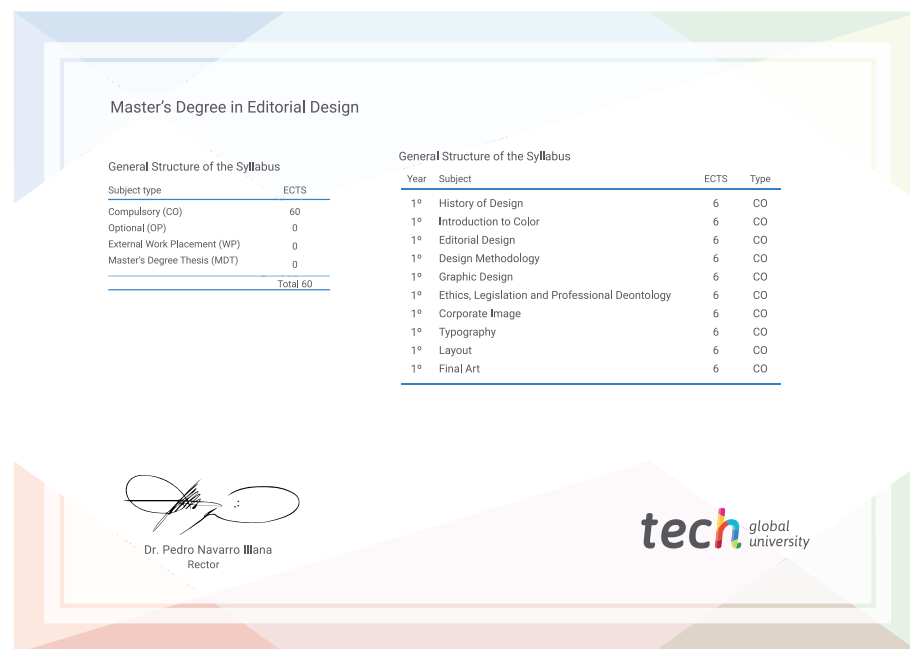 Master's Degree in Editorial Design
General Structure of the Syllabus
Subject type ECTS
Compulsory (CO) 60
Optional (OP) 0
External Work Placement (WP) 0
Master's Degree Thesis (MDT) 0
Total 60
General Structure of the Syllabus
Year Subject ECTS Type
1º History of Design 6 CO
1º Introduction to Color 6 CO
1º Editorial Design 6 CO
1º Design Methodology 6 CO
1º Graphic Design 6 CO
1º Ethics, Legislation and Professional Deontology 6 CO
1º Corporate Image 6 CO
1º Typography 6 CO
1º Layout 6 CO
1º Final Art 6 CO
Dr. Pedro Navarro Illana
Rector
tech global university